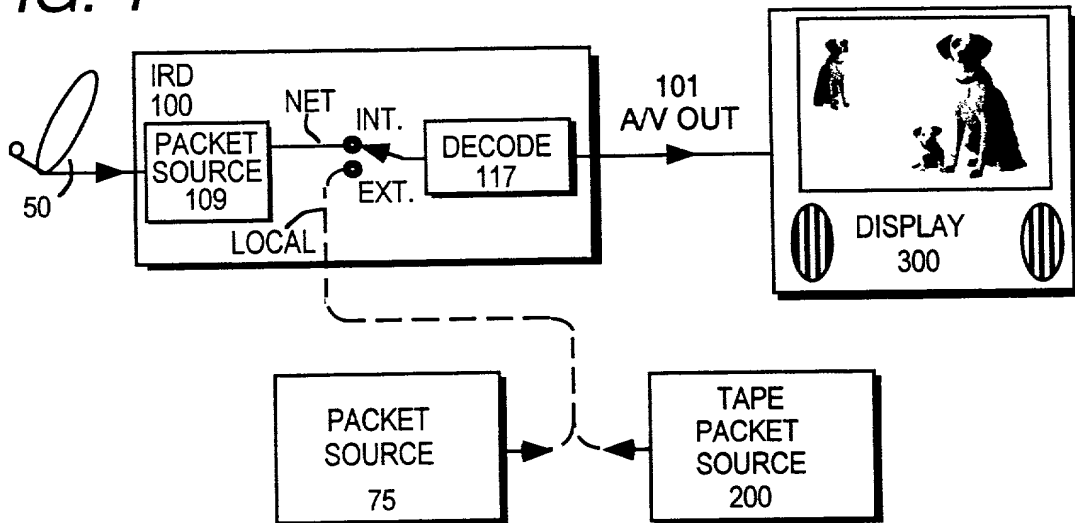 IRD
100
NET
INT.
PACKET
SOURCE
109
EXT.
DECODE
117
101
A/V OUT
50
LOCAL
DISPLAY
300
PACKET
SOURCE
75
TAPE
PACKET
SOURCE
200